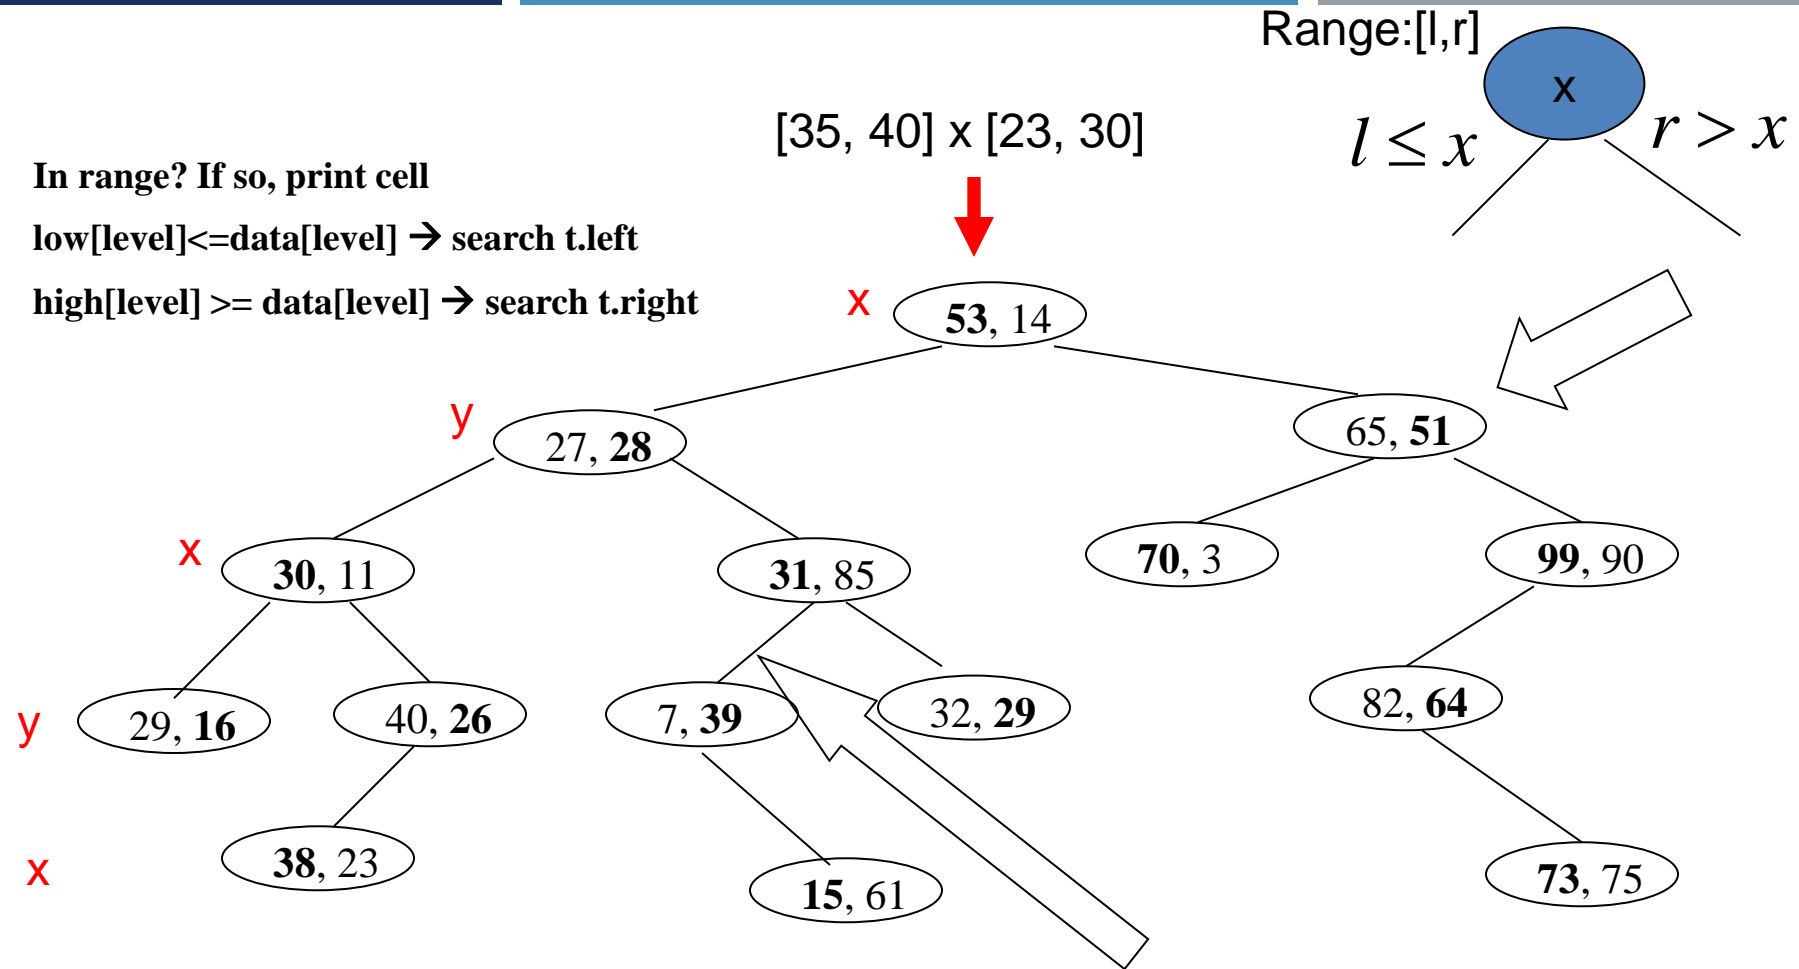 Range:[l,r]
x
l ≤ x
r > x
[35, 40] x [23, 30]
In range? If so, print cell
low[level]<=data[level] → search t.left
high[level] >= data[level] → search t.right
x
53, 14
y
27, 28
65, 51
x
30, 11
31, 85
70, 3
99, 90
y
29, 16
40, 26
7, 39
32, 29
82, 64
x
38, 23
15, 61
73, 75